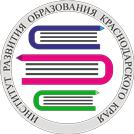 ИНСТИТУТ РАЗВИТИЯ ОБРАЗОВАНИЯ КРАСНОДАРСКОГО КРАЯ